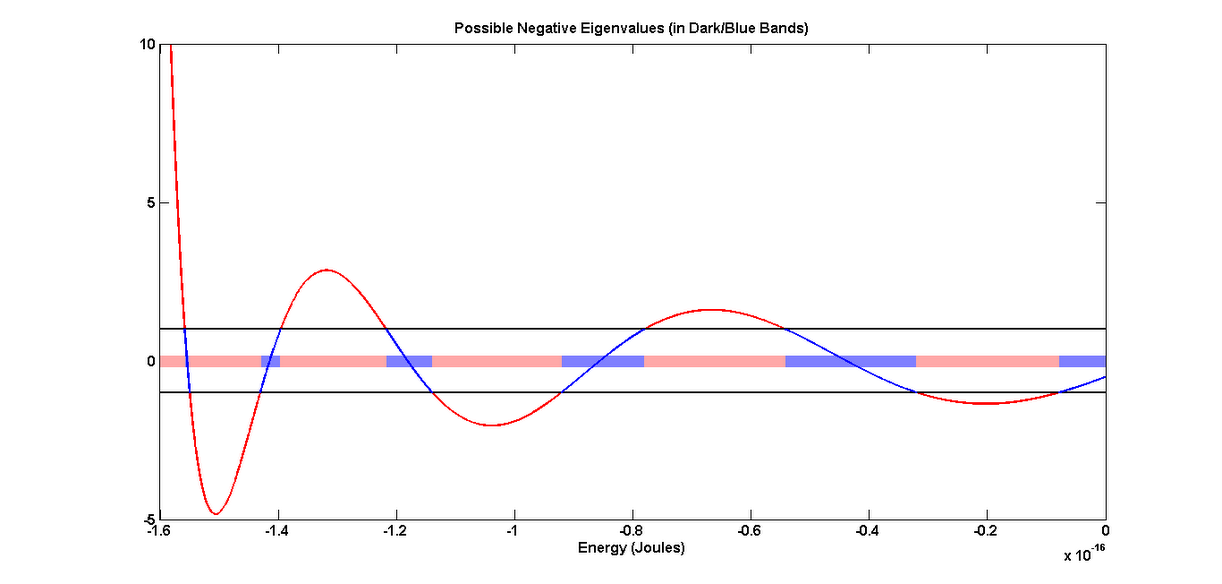 Possible Negative Eigenvalues (in Dark/Blue Bands)
10
5
0
-5
-1.6 -1.4 -1.2 -1 -0.8 -0.6 -0.4 -0.2 0
Energy (Joules)
x 10-16